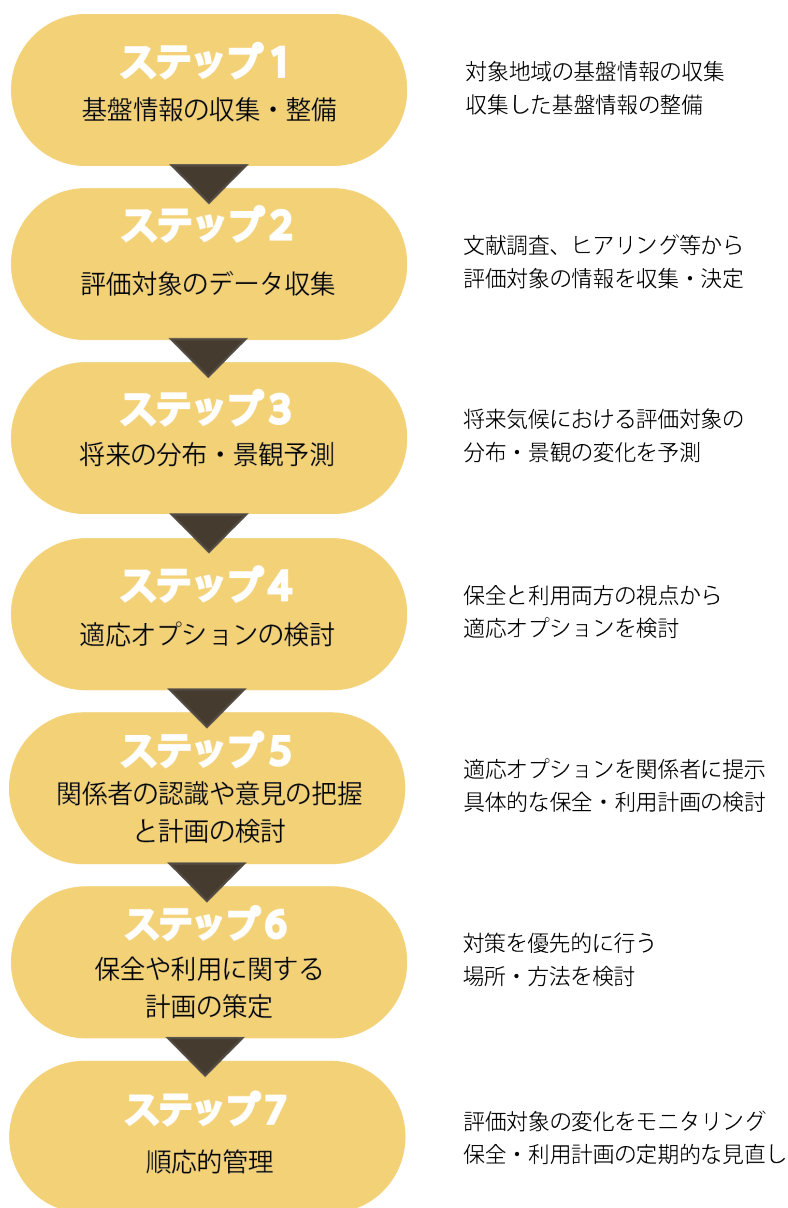 ステップ1
基盤情報の収集・整備
対象地域の基盤情報の収集
収集した基盤情報の整備
ステップ2
評価対象のデータ収集
文献調査、ヒアリング等から
評価対象の情報を収集・決定
ステップ3
将来の分布・景観予測
将来気候における評価対象の
分布・景観の変化を予測
ステップ4
適応オプションの検討
保全と利用両方の視点から
適応オプションを検討
ステップ5
関係者の認識や意見の把握
と計画の検討
適応オプションを関係者に提示
具体的な保全・利用計画の検討
ステップ6
保全や利用に関する
計画の策定
対策を優先的に行う
場所・方法を検討
ステップ7
順応的管理
評価対象の変化をモニタリング
保全・利用計画の定期的な見直し